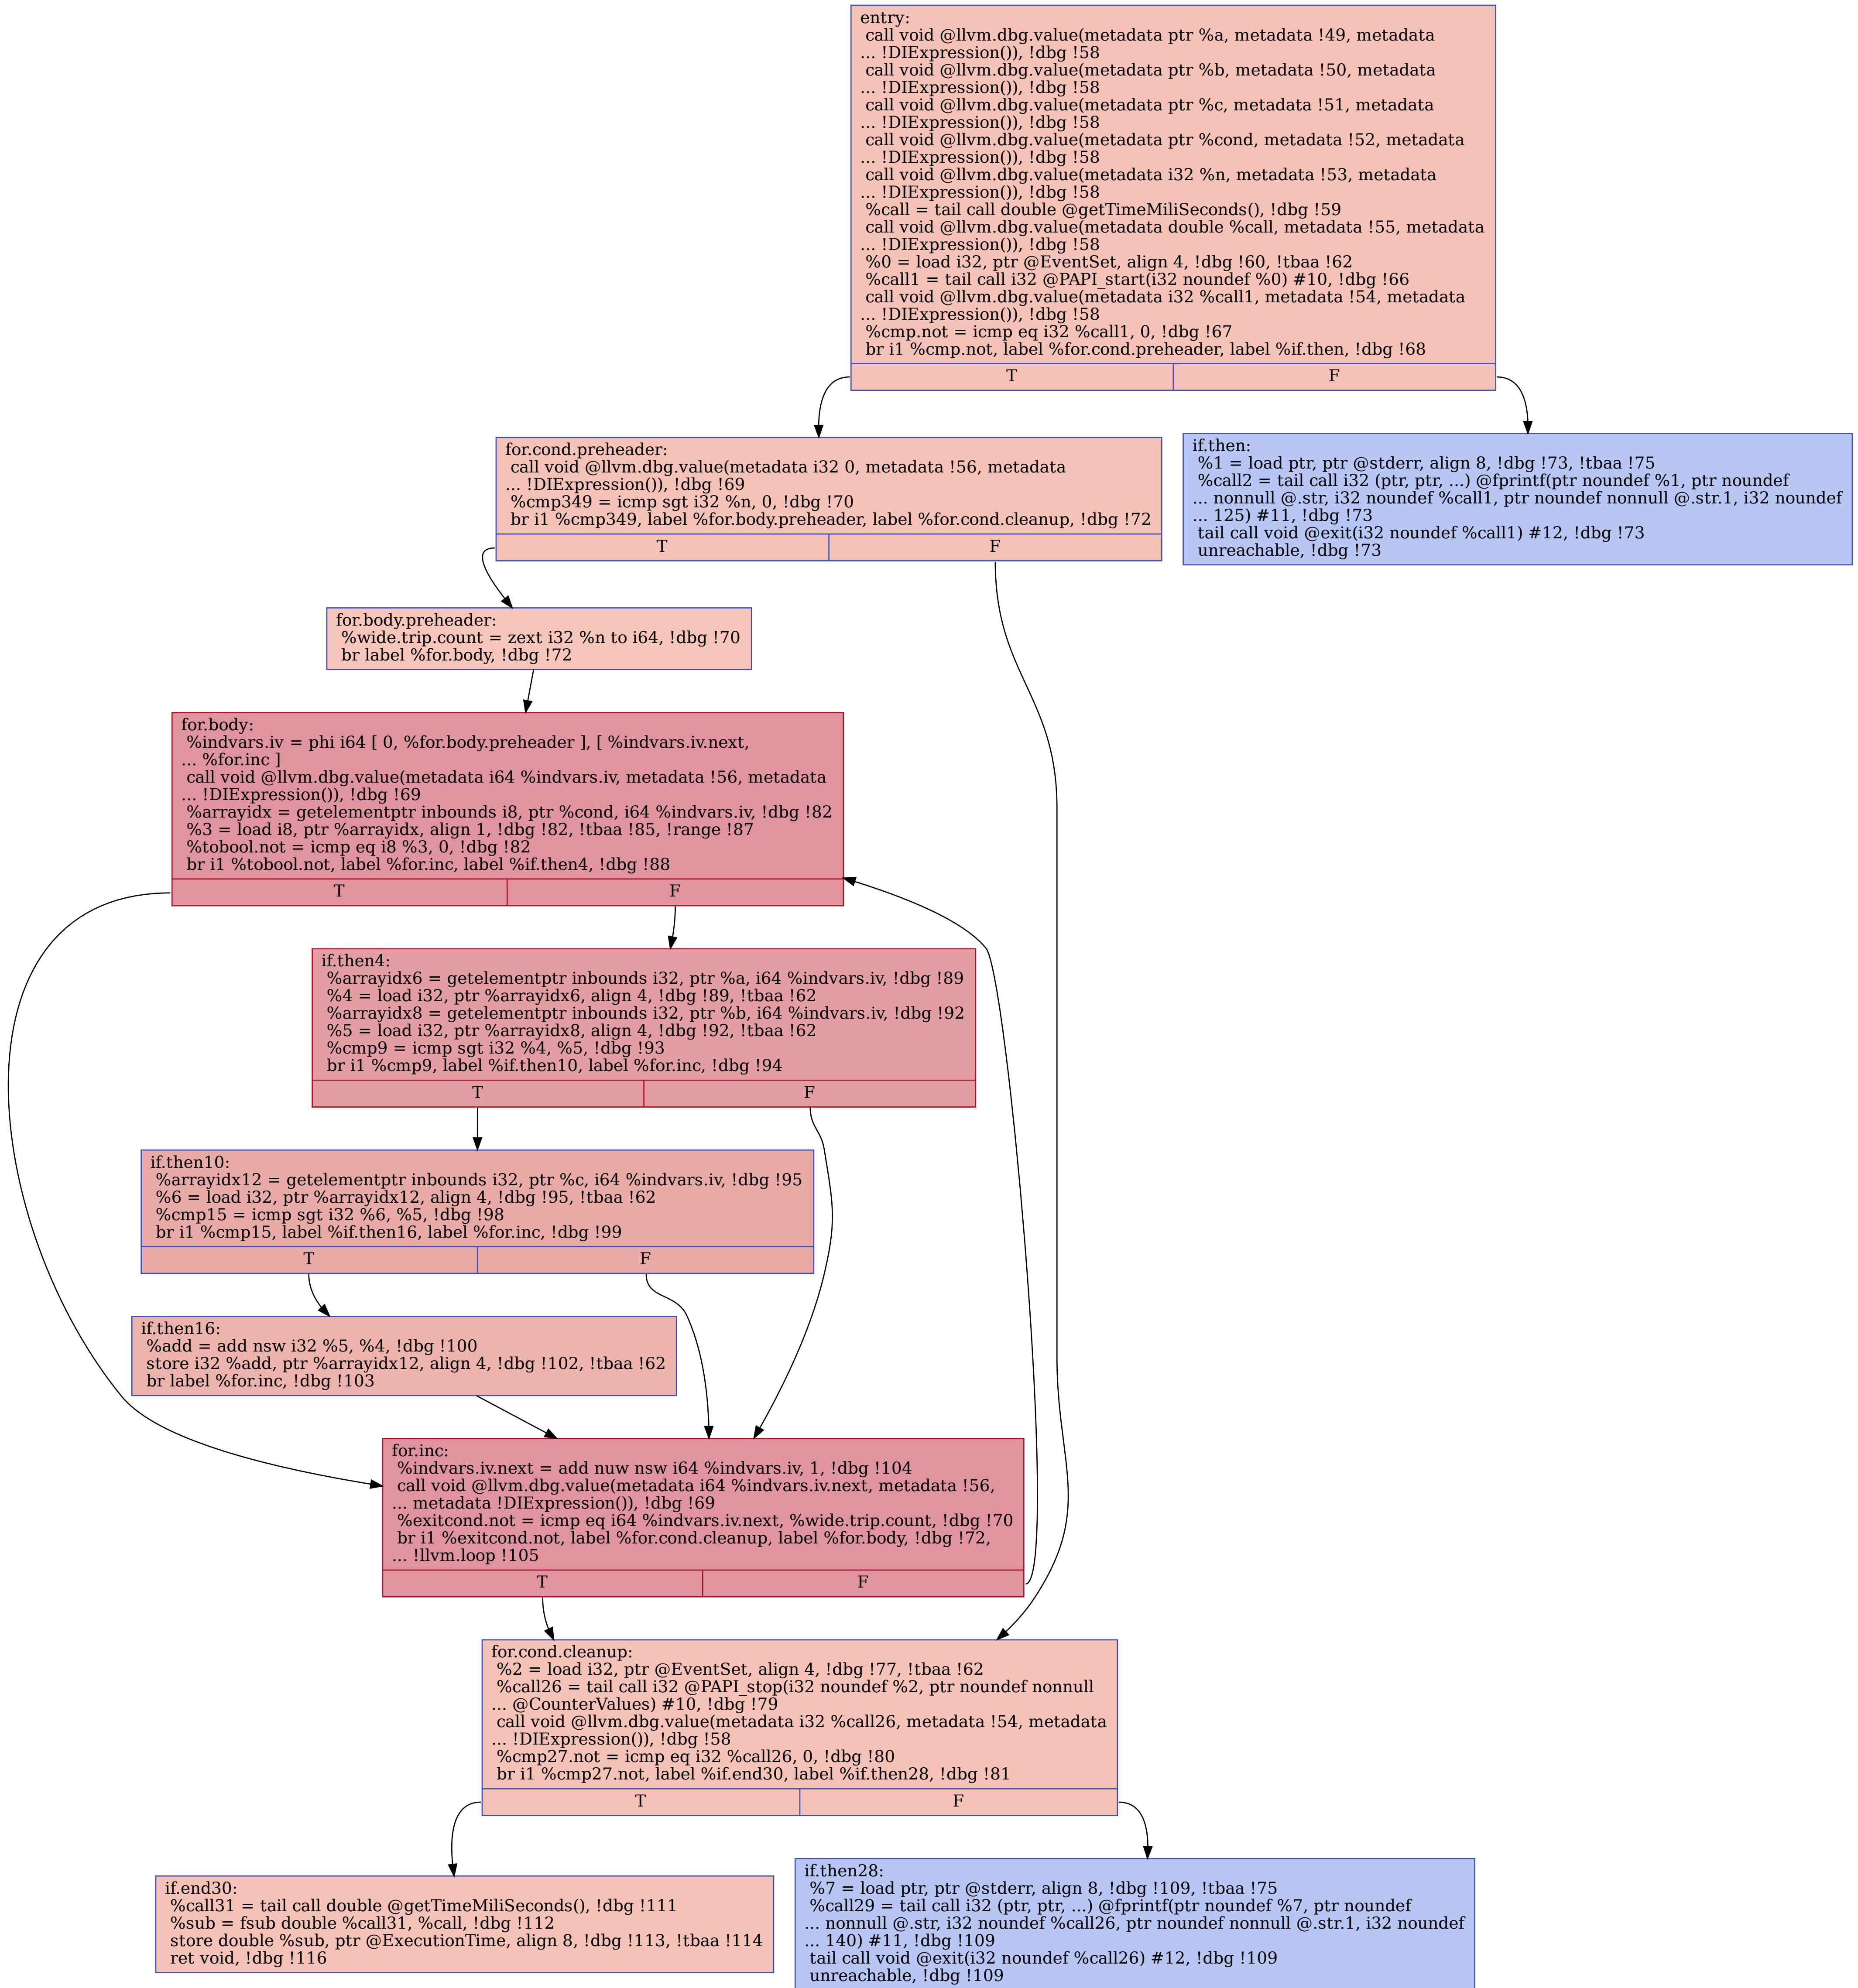 entry:
call void @llvm.dbg.value(metadata ptr %a, metadata !49, metadata
... !DIExpression()), !dbg !58
call void @llvm.dbg.value(metadata ptr %b, metadata !50, metadata
... !DIExpression()), !dbg !58
call void @llvm.dbg.value(metadata ptr %c, metadata !51, metadata
... !DIExpression()), !dbg !58
call void @llvm.dbg.value(metadata ptr %cond, metadata !52, metadata
... !DIExpression()), !dbg !58
call void @llvm.dbg.value(metadata i32 %n, metadata !53, metadata
... !DIExpression()), !dbg !58
%call = tail call double @getTimeMiliSeconds(), !dbg !59
call void @llvm.dbg.value(metadata double %call, metadata !55, metadata
... !DIExpression()), !dbg !58
%0 = load i32, ptr @EventSet, align 4, !dbg !60, !tbaa !62
%call1 = tail call i32 @PAPI_start(i32 noundef %0) #10, !dbg !66
call void @llvm.dbg.value(metadata i32 %call1, metadata !54, metadata
... !DIExpression()), !dbg !58
%cmp.not = icmp eq i32 %call1, 0, !dbg !67
br i1 %cmp.not, label %for.cond.preheader, label %if.then, !dbg !68
T F
for.cond.preheader:
call void @llvm.dbg.value(metadata i32 0, metadata !56, metadata
... !DIExpression()), !dbg !69
%cmp349 = icmp sgt i32 %n, 0, !dbg !70
br i1 %cmp349, label %for.body.preheader, label %for.cond.cleanup, !dbg !72
T F
if.then:
%1 = load ptr, ptr @stderr, align 8, !dbg !73, !tbaa !75
%call2 = tail call i32 (ptr, ptr, ...) @fprintf(ptr noundef %1, ptr noundef
... nonnull @.str, i32 noundef %call1, ptr noundef nonnull @.str.1, i32 noundef
... 125) #11, !dbg !73
tail call void @exit(i32 noundef %call1) #12, !dbg !73
unreachable, !dbg !73
for.body.preheader:
%wide.trip.count = zext i32 %n to i64, !dbg !70
br label %for.body, !dbg !72
for.body:
%indvars.iv = phi i64 [ 0, %for.body.preheader ], [ %indvars.iv.next,
... %for.inc ]
call void @llvm.dbg.value(metadata i64 %indvars.iv, metadata !56, metadata
... !DIExpression()), !dbg !69
%arrayidx = getelementptr inbounds i8, ptr %cond, i64 %indvars.iv, !dbg !82
%3 = load i8, ptr %arrayidx, align 1, !dbg !82, !tbaa !85, !range !87
%tobool.not = icmp eq i8 %3, 0, !dbg !82
br i1 %tobool.not, label %for.inc, label %if.then4, !dbg !88
T F
if.then4:
%arrayidx6 = getelementptr inbounds i32, ptr %a, i64 %indvars.iv, !dbg !89
%4 = load i32, ptr %arrayidx6, align 4, !dbg !89, !tbaa !62
%arrayidx8 = getelementptr inbounds i32, ptr %b, i64 %indvars.iv, !dbg !92
%5 = load i32, ptr %arrayidx8, align 4, !dbg !92, !tbaa !62
%cmp9 = icmp sgt i32 %4, %5, !dbg !93
br i1 %cmp9, label %if.then10, label %for.inc, !dbg !94
T F
if.then10:
%arrayidx12 = getelementptr inbounds i32, ptr %c, i64 %indvars.iv, !dbg !95
%6 = load i32, ptr %arrayidx12, align 4, !dbg !95, !tbaa !62
%cmp15 = icmp sgt i32 %6, %5, !dbg !98
br i1 %cmp15, label %if.then16, label %for.inc, !dbg !99
T F
if.then16:
%add = add nsw i32 %5, %4, !dbg !100
store i32 %add, ptr %arrayidx12, align 4, !dbg !102, !tbaa !62
br label %for.inc, !dbg !103
for.inc:
%indvars.iv.next = add nuw nsw i64 %indvars.iv, 1, !dbg !104
call void @llvm.dbg.value(metadata i64 %indvars.iv.next, metadata !56,
... metadata !DIExpression()), !dbg !69
%exitcond.not = icmp eq i64 %indvars.iv.next, %wide.trip.count, !dbg !70
br i1 %exitcond.not, label %for.cond.cleanup, label %for.body, !dbg !72,
... !llvm.loop !105
T F
for.cond.cleanup:
%2 = load i32, ptr @EventSet, align 4, !dbg !77, !tbaa !62
%call26 = tail call i32 @PAPI_stop(i32 noundef %2, ptr noundef nonnull
... @CounterValues) #10, !dbg !79
call void @llvm.dbg.value(metadata i32 %call26, metadata !54, metadata
... !DIExpression()), !dbg !58
%cmp27.not = icmp eq i32 %call26, 0, !dbg !80
br i1 %cmp27.not, label %if.end30, label %if.then28, !dbg !81
T F
if.end30:
%call31 = tail call double @getTimeMiliSeconds(), !dbg !111
%sub = fsub double %call31, %call, !dbg !112
store double %sub, ptr @ExecutionTime, align 8, !dbg !113, !tbaa !114
ret void, !dbg !116
if.then28:
%7 = load ptr, ptr @stderr, align 8, !dbg !109, !tbaa !75
%call29 = tail call i32 (ptr, ptr, ...) @fprintf(ptr noundef %7, ptr noundef
... nonnull @.str, i32 noundef %call26, ptr noundef nonnull @.str.1, i32 noundef
... 140) #11, !dbg !109
tail call void @exit(i32 noundef %call26) #12, !dbg !109
unreachable, !dbg !109